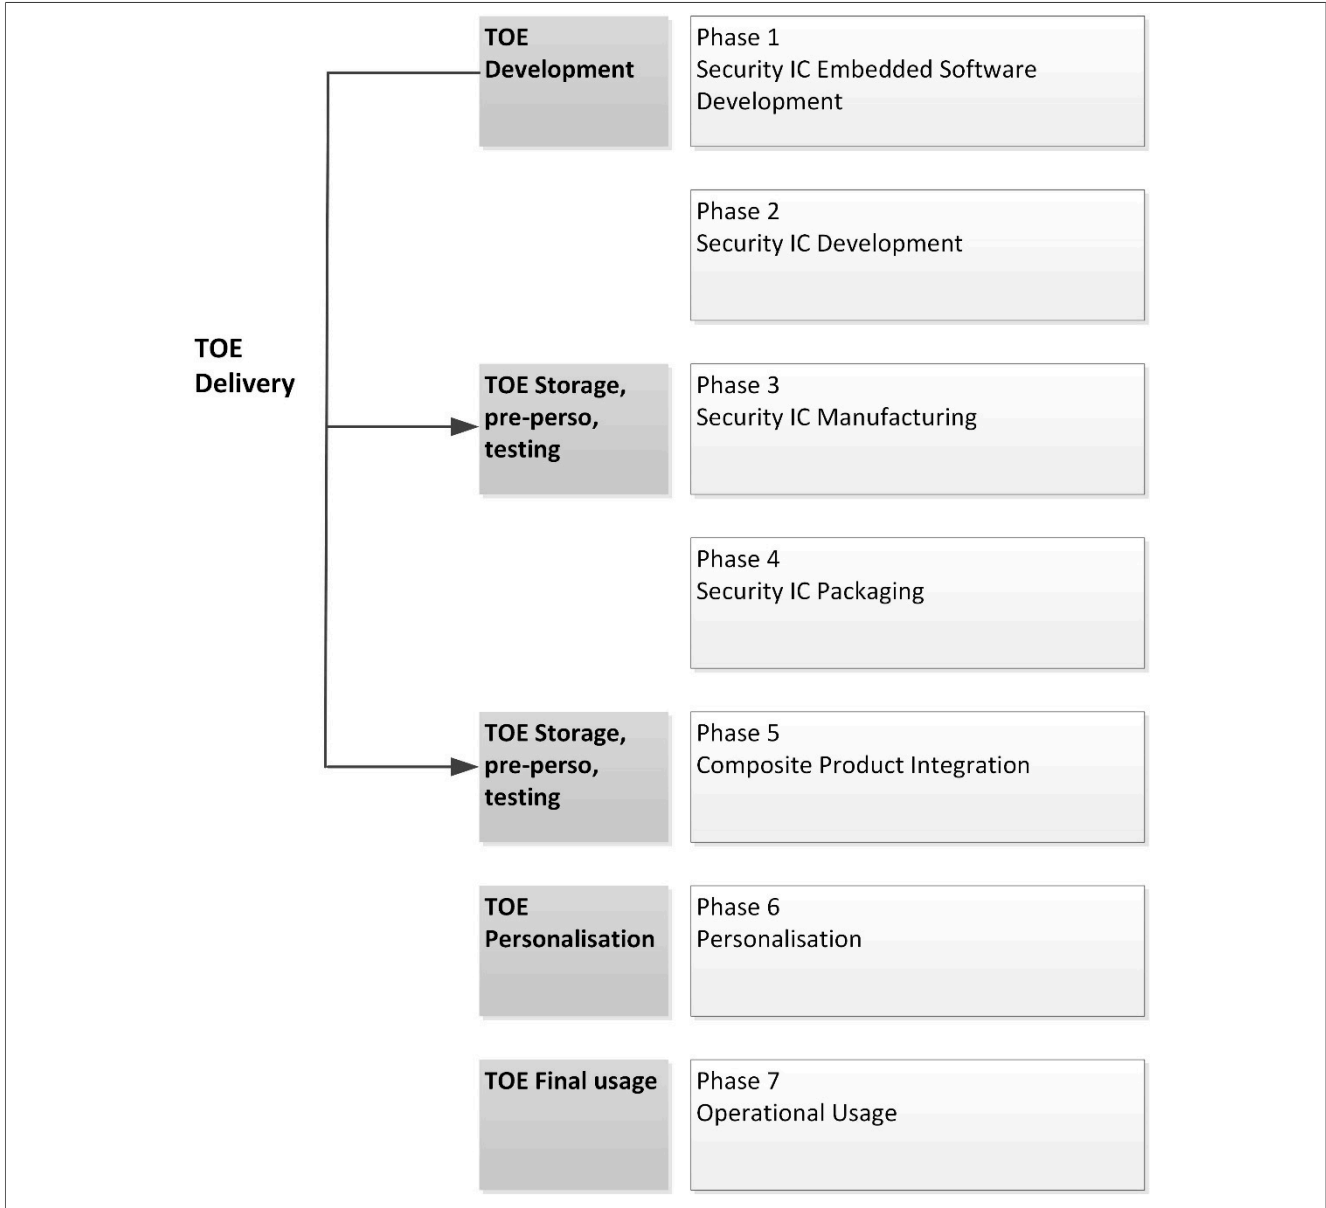 TOE
Development
Phase 1
Security IC Embedded Software
Development
Phase 2
Security IC Development
TOE
Delivery
TOE Storage,
pre-perso,
testing
Phase 3
Security IC Manufacturing
Phase 4
Security IC Packaging
TOE Storage,
pre-perso,
testing
Phase 5
Composite Product Integration
TOE
Personalisation
Phase 6
Personalisation
TOE Final usage
Phase 7
Operational Usage